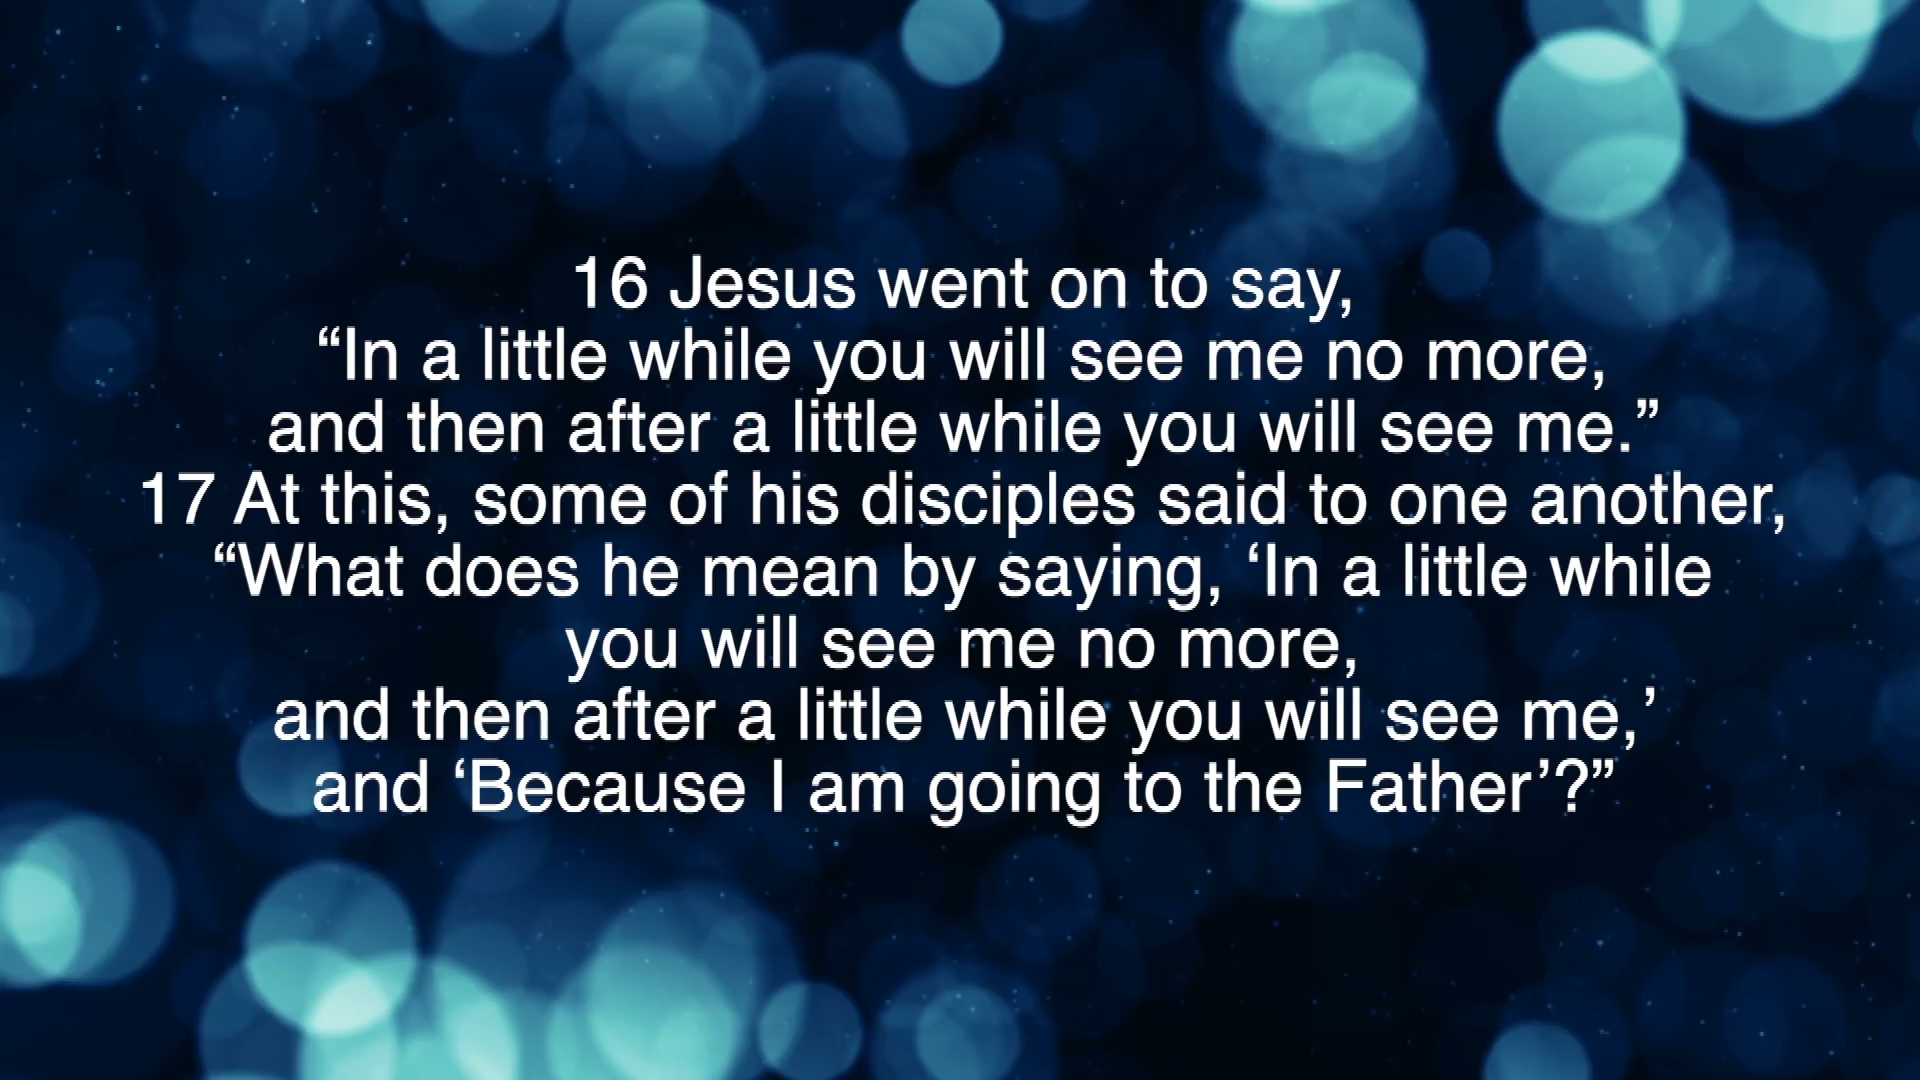 16 Jesus went on to say,
“In a little while you will see me no more,
and then after a little while you will see me.”
17 At this, some of his disciples said to one another,
“What does he mean by saying, ‘In a little while
you will see me no more,
and then after a little while you will see me,’
and ‘Because I am going to the Father’?”